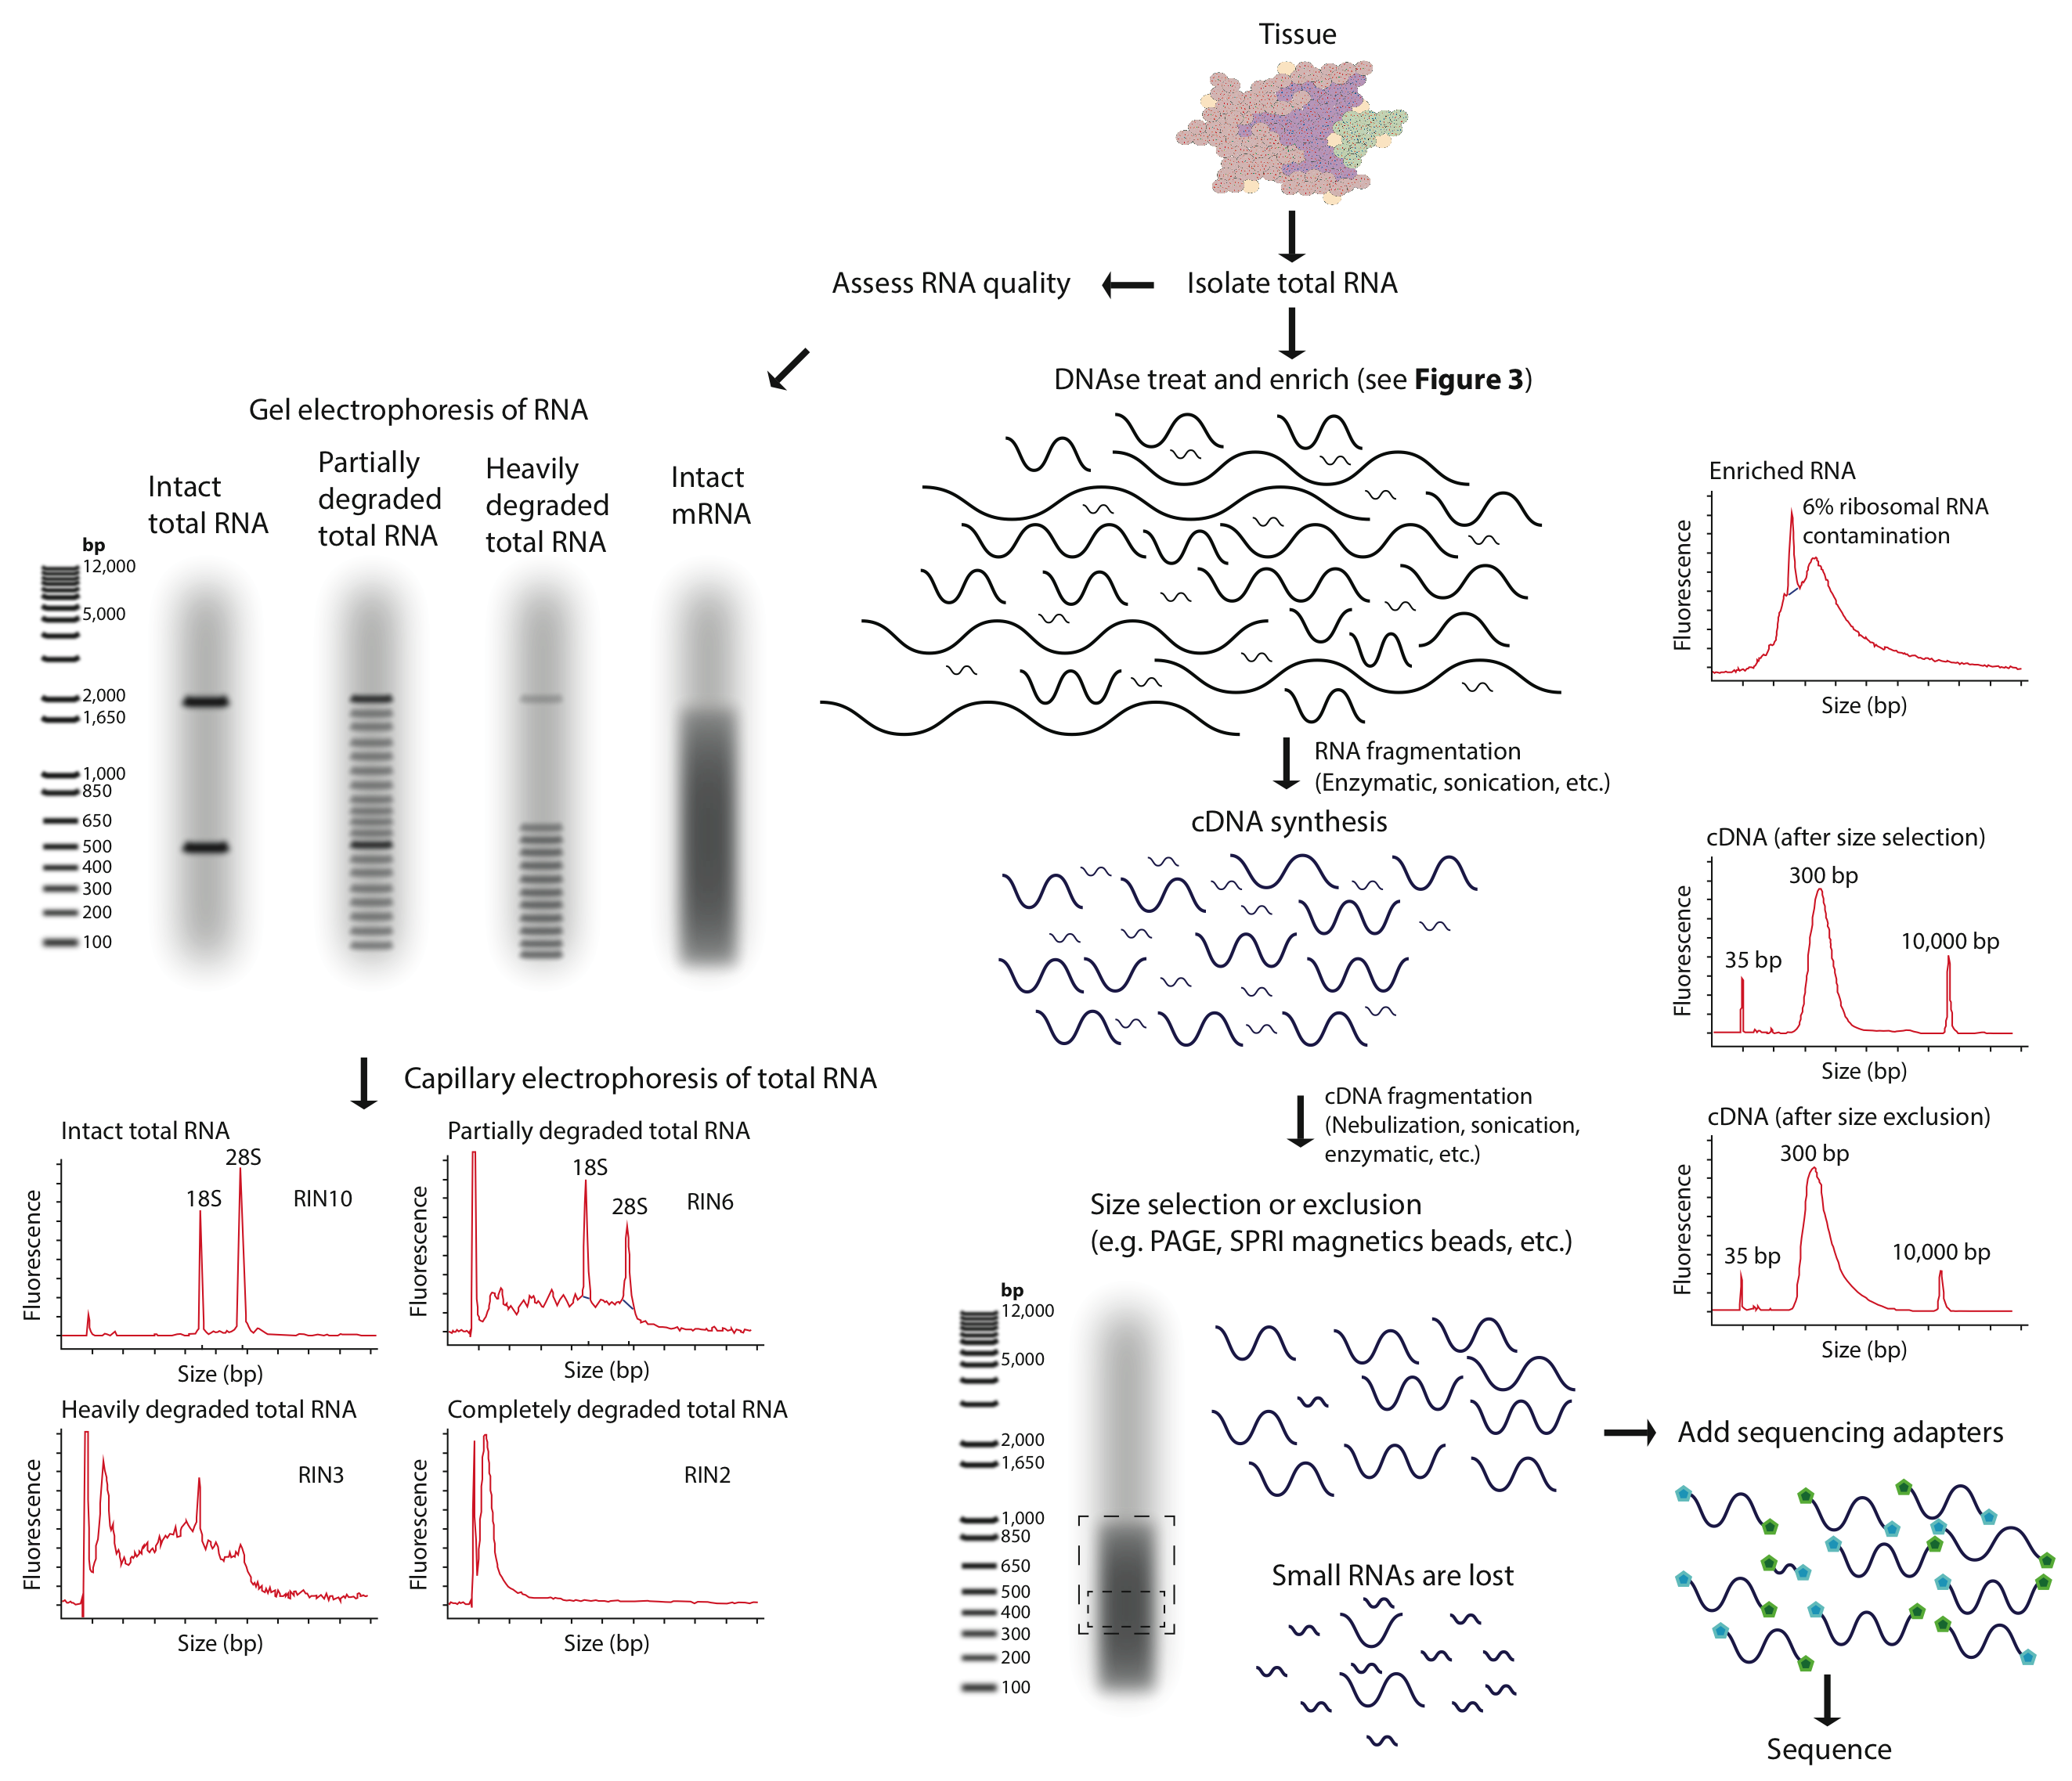 Tissue
Assess RNA quality
Isolate total RNA
DNAse treat and enrich (see Figure 3)
Gel electrophoresis of RNA
Intact
total RNA
Partially
degraded
total RNA
Heavily
degraded
total RNA
Intact
mRNA
bp
12,000
5,000
2,000
1,650
1,000
850
650
500
400
300
200
100
RNA fragmentation
(Enzymatic, sonication, etc.)
cDNA synthesis
cDNA fragmentation
(Nebulization, sonication,
enzymatic, etc.)
Enriched RNA
6% ribosomal RNA
contamination
Fluorescence
Size (bp)
cDNA (after size selection)
300 bp
35 bp
10,000 bp
Fluorescence
Size (bp)
cDNA (after size exclusion)
300 bp
35 bp
10,000 bp
Fluorescence
Size (bp)
Capillary electrophoresis of total RNA
Intact total RNA
28S
18S
RIN10
Fluorescence
Size (bp)
Partially degraded total RNA
18S
28S
RIN6
Fluorescence
Size (bp)
Heavily degraded total RNA
RIN3
Fluorescence
Size (bp)
Completely degraded total RNA
RIN2
Fluorescence
Size (bp)
Size selection or exclusion
(e.g. PAGE, SPRI magnetics beads, etc.)
bp
12,000
5,000
2,000
1,650
1,000
850
650
500
400
300
200
100
Small RNAs are lost
Add sequencing adapters
Sequence